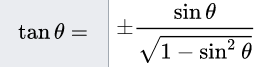 tan θ = ± sin θ / √(1 − sin² θ)